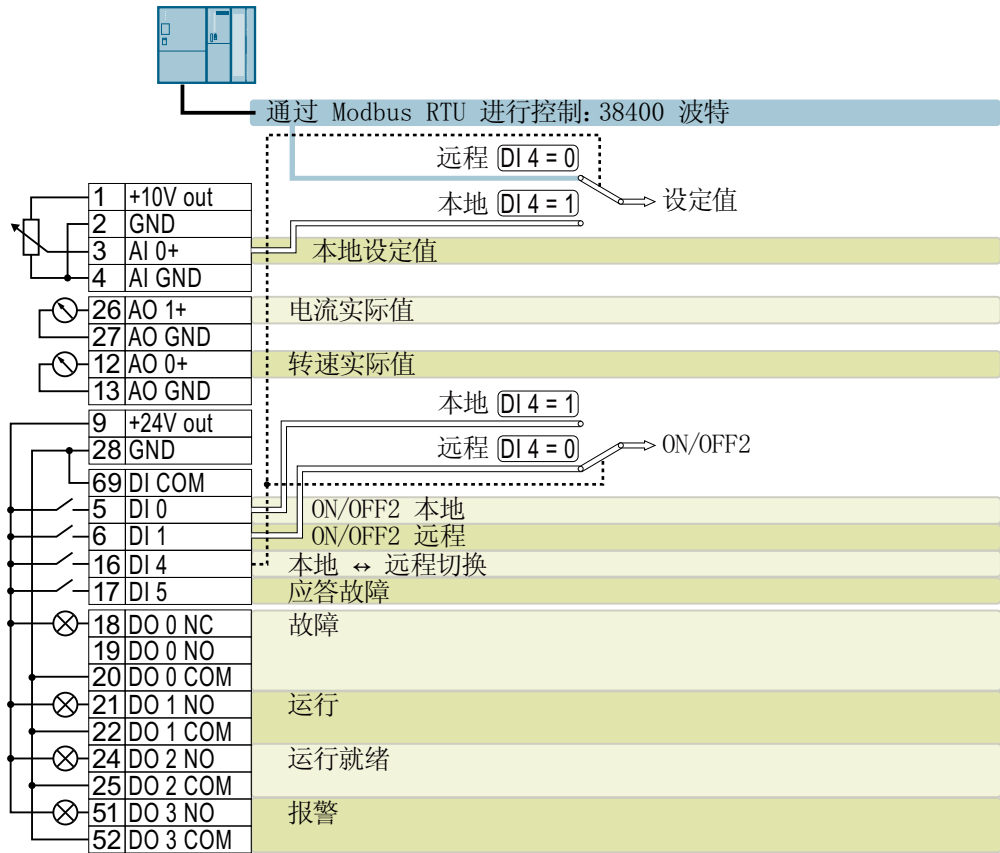 通过 Modbus RTU 进行控制: 38400 波特
远程 DI 4 = 0
设定值
本地 DI 4 = 1
1 +10V out
2 GND
3 AI 0+ 本地设定值
4 AI GND
26 AO 1+ 电流实际值
27 AO GND
12 AO 0+ 转速实际值
13 AO GND
本地 DI 4 = 1
9 +24V out
远程 DI 4 = 0
ON/OFF2
28 GND
69 DI COM
5 DI 0 ON/OFF2 本地
6 DI 1 ON/OFF2 远程
16 DI 4 本地 ↔ 远程切换
17 DI 5 应答故障
18 DO 0 NC 故障
19 DO 0 NO
20 DO 0 COM
21 DO 1 NO 运行
22 DO 1 COM
24 DO 2 NO 运行就绪
25 DO 2 COM
51 DO 3 NO 报警
52 DO 3 COM